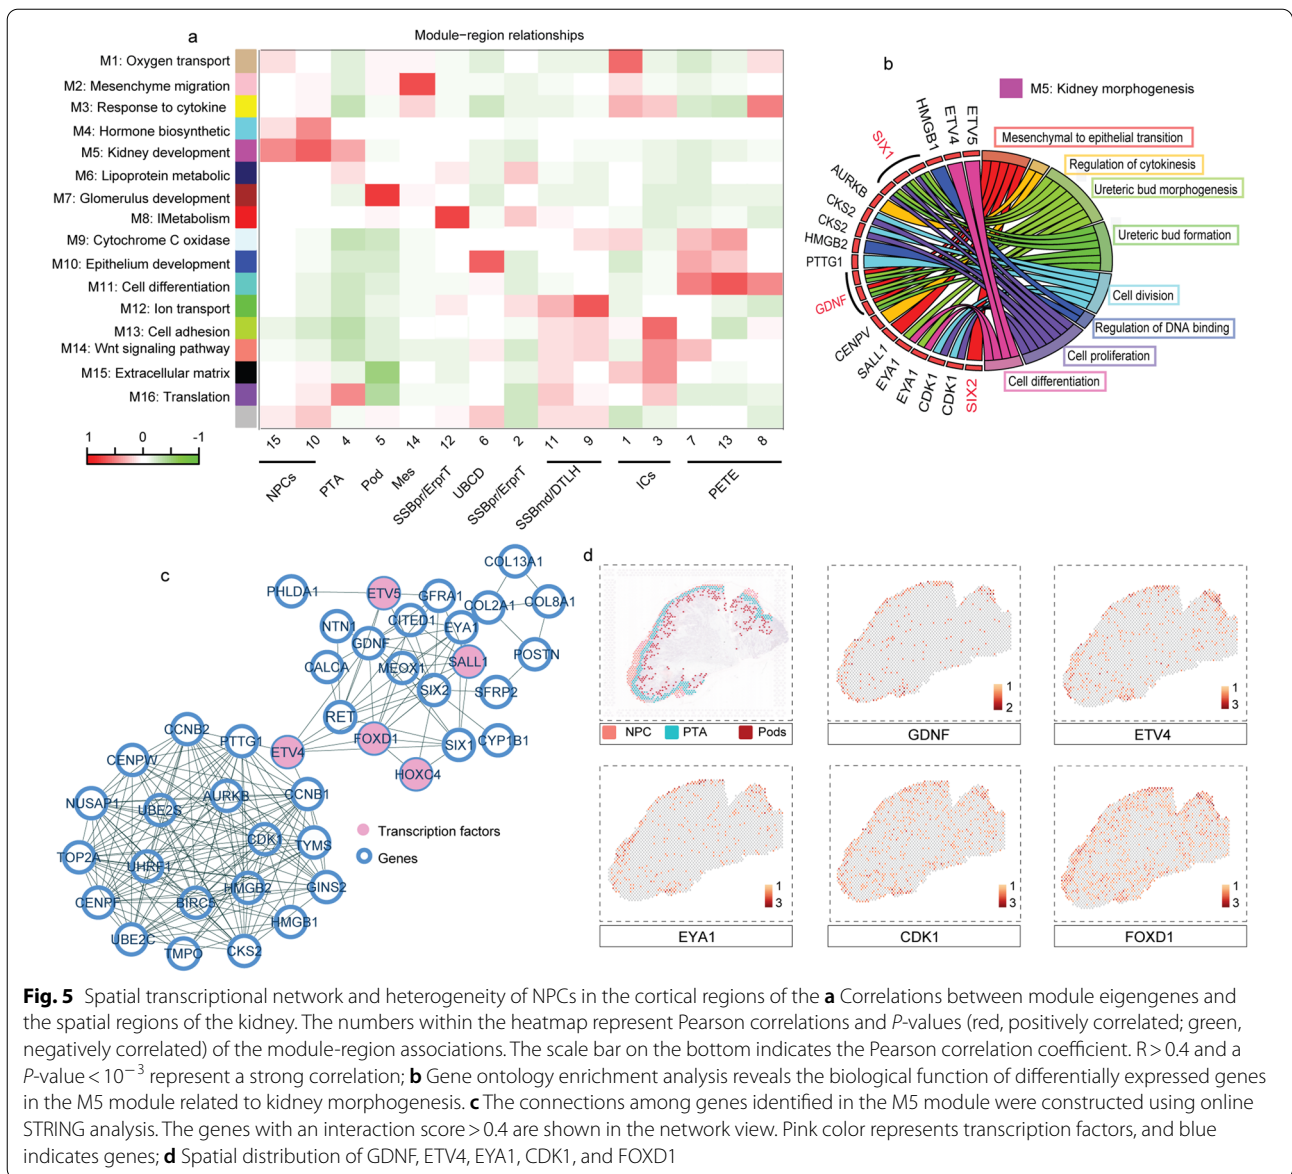 a
Module−region relationships
M1: Oxygen transport
M2: Mesenchyme migration
M3: Response to cytokine
M4: Hormone biosynthetic
M5: Kidney development
M6: Lipoprotein metabolic
M7: Glomerulus development
M8: IMetabolism
M9: Cytochrome C oxidase
M10: Epithelium development
M11: Cell differentiation
M12: Ion transport
M13: Cell adhesion
M14: Wnt signaling pathway
M15: Extracellular matrix
M16: Translation
1 0 -1
15 10 4 5 14 12 6 2 11 9 1 3 7 13 8
NPCs PTA Pod Mes SSBpr/ErprT UBCD SSBpr/ErprT SSBmd/DTLH ICs PETE
b
M5: Kidney morphogenesis
ETV5
ETV4
HMGB1
SIX1
AURKB
CKS2
CKS2
HMGB2
PTTG1
GDNF
CENPV
SALL1
EYA1
EYA1
CDK1
CDK1
SIX2
Mesenchymal to epithelial transition
Regulation of cytokinesis
Ureteric bud morphogenesis
Ureteric bud formation
Cell division
Regulation of DNA binding
Cell proliferation
Cell differentiation
c
COL13A1
PHLDA1
ETV5
GFRA1
COL2A1
COL8A1
NTN1
CITED1
EYA1
GDNF
CALCA
MEOX1
SALL1
POSTN
SIX2
SFRP2
RET
CCNB2
PTTG1
ETV4
FOXD1
SIX1
CYP1B1
CENPW
HOXC4
NUSAP1
UBE2S
AURKB
CCNB1
CDK1
TYMS
TOP2A
UHRF1
HMGB2
GINS2
CENPF
BIRC5
HMGB1
UBE2C
TMPO
CKS2
Transcription factors
Genes
d
NPC PTA Pods
1
2
GDNF
1
3
ETV4
1
3
EYA1
1
3
CDK1
1
3
FOXD1
Fig. 5 Spatial transcriptional network and heterogeneity of NPCs in the cortical regions of the a Correlations between module eigengenes and
the spatial regions of the kidney. The numbers within the heatmap represent Pearson correlations and P-values (red, positively correlated; green,
negatively correlated) of the module-region associations. The scale bar on the bottom indicates the Pearson correlation coefficient. R > 0.4 and a
P-value < 10⁻³ represent a strong correlation; b Gene ontology enrichment analysis reveals the biological function of differentially expressed genes
in the M5 module related to kidney morphogenesis. c The connections among genes identified in the M5 module were constructed using online
STRING analysis. The genes with an interaction score > 0.4 are shown in the network view. Pink color represents transcription factors, and blue
indicates genes; d Spatial distribution of GDNF, ETV4, EYA1, CDK1, and FOXD1